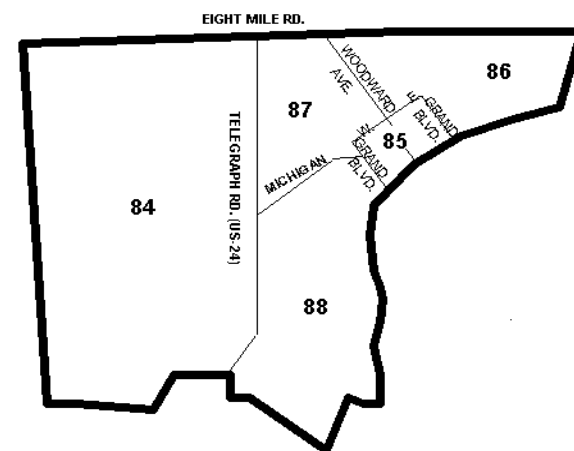 EIGHT MILE RD.
WOODWARD
AVE.
86
87
E. GRAND
BLVD.
TELEGRAPH RD. (US-24)
85
W. GRAND
BLVD.
MICHIGAN
84
88